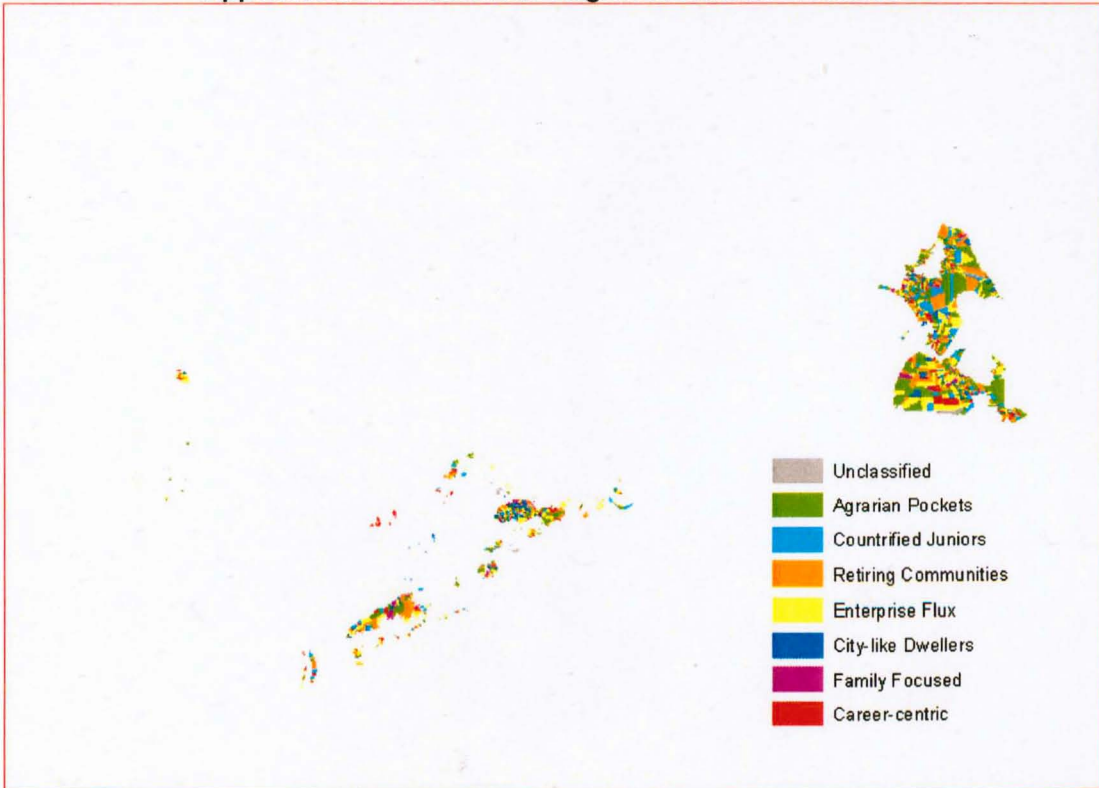 Unclassified
Agrarian Pockets
Countrified Juniors
Retiring Communities
Enterprise Flux
City-like Dwellers
Family Focused
Career-centric